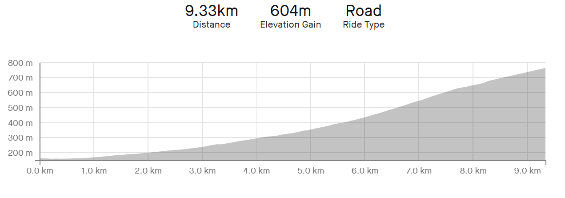 9.33km 604m Road
Distance Elevation Gain Ride Type
800 m
700 m
600 m
500 m
400 m
300 m
200 m
0.0 km 1.0 km 2.0 km 3.0 km 4.0 km 5.0 km 6.0 km 7.0 km 8.0 km 9.0 km